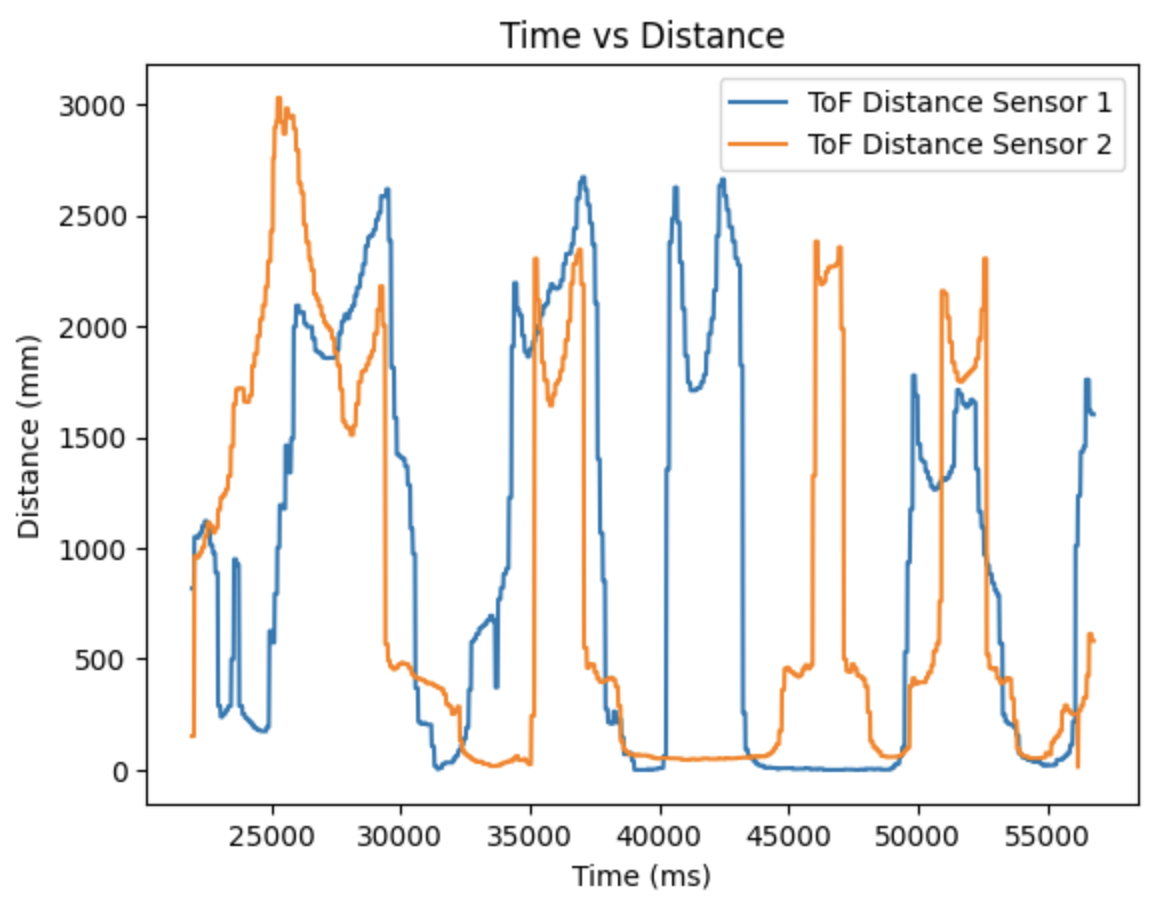 Time vs Distance
ToF Distance Sensor 1
ToF Distance Sensor 2
Distance (mm)
3000
2500
2000
1500
1000
500
0
25000 30000 35000 40000 45000 50000 55000
Time (ms)